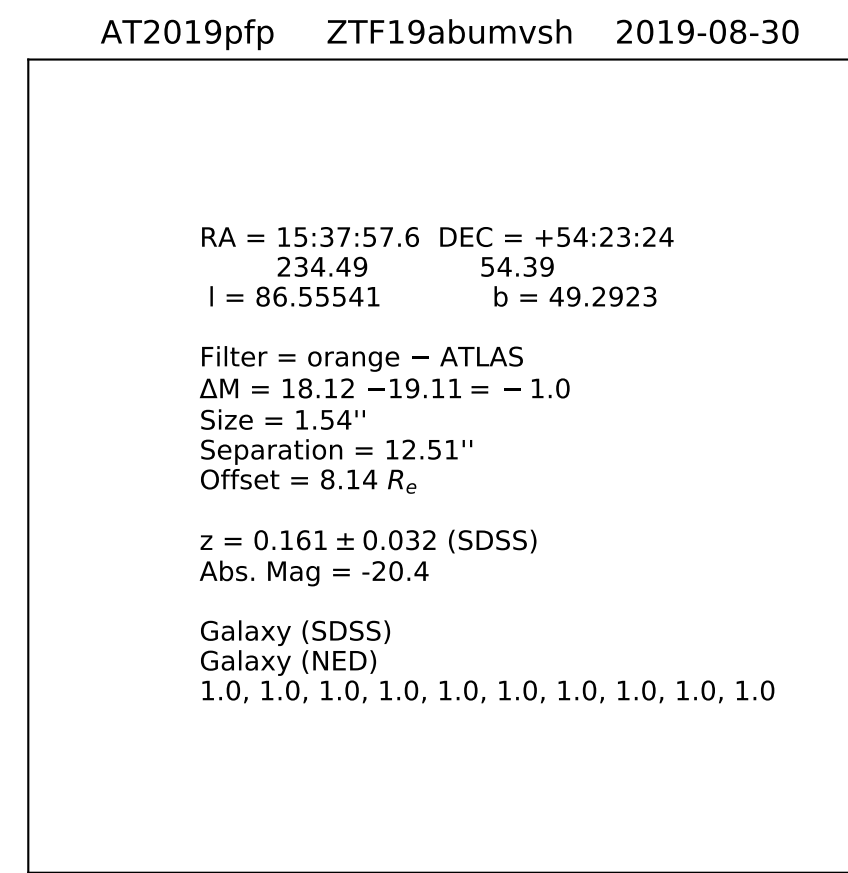 AT2019pfp ZTF19abumvsh 2019-08-30
RA = 15:37:57.6 DEC = +54:23:24
234.49 54.39
l = 86.55541 b = 49.2923
Filter = orange − ATLAS
ΔM = 18.12 −19.11 = − 1.0
Size = 1.54''
Separation = 12.51''
Offset = 8.14 Rₑ
z = 0.161 ± 0.032 (SDSS)
Abs. Mag = -20.4
Galaxy (SDSS)
Galaxy (NED)
1.0, 1.0, 1.0, 1.0, 1.0, 1.0, 1.0, 1.0, 1.0, 1.0